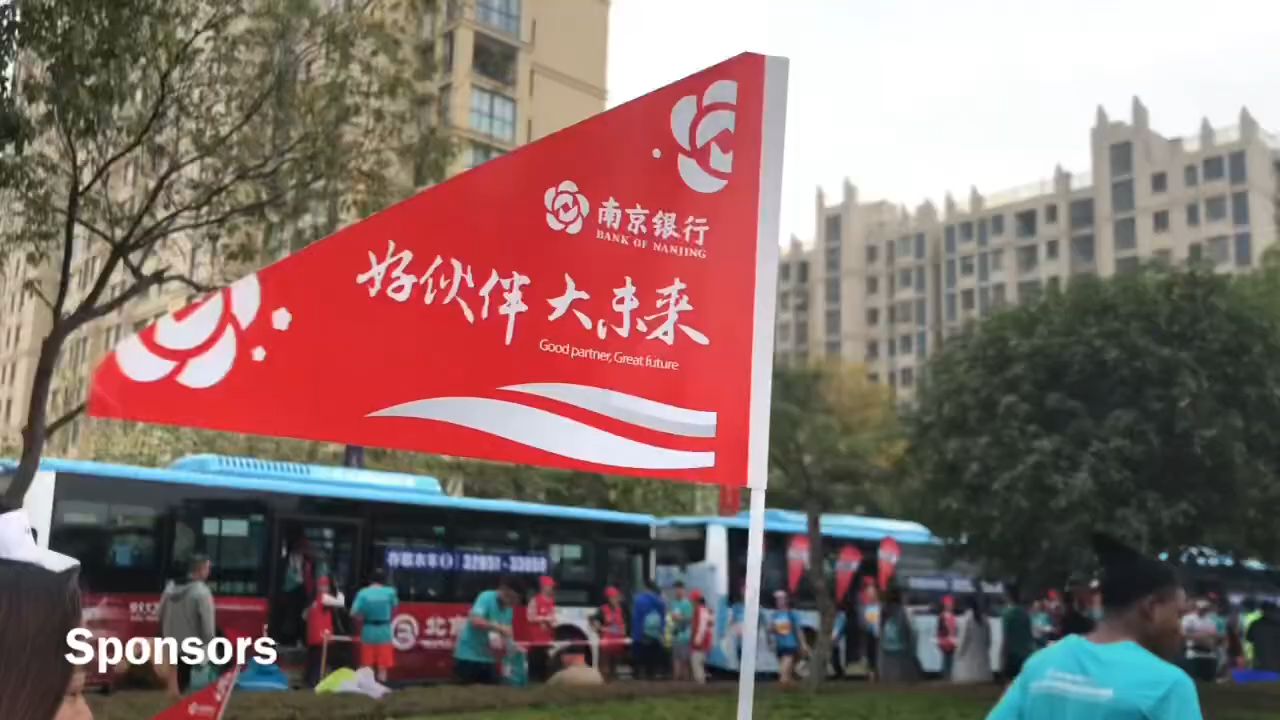 南京银行
BANK OF NANJING
好伙伴 大未来
Good partner, Great future
Sponsors